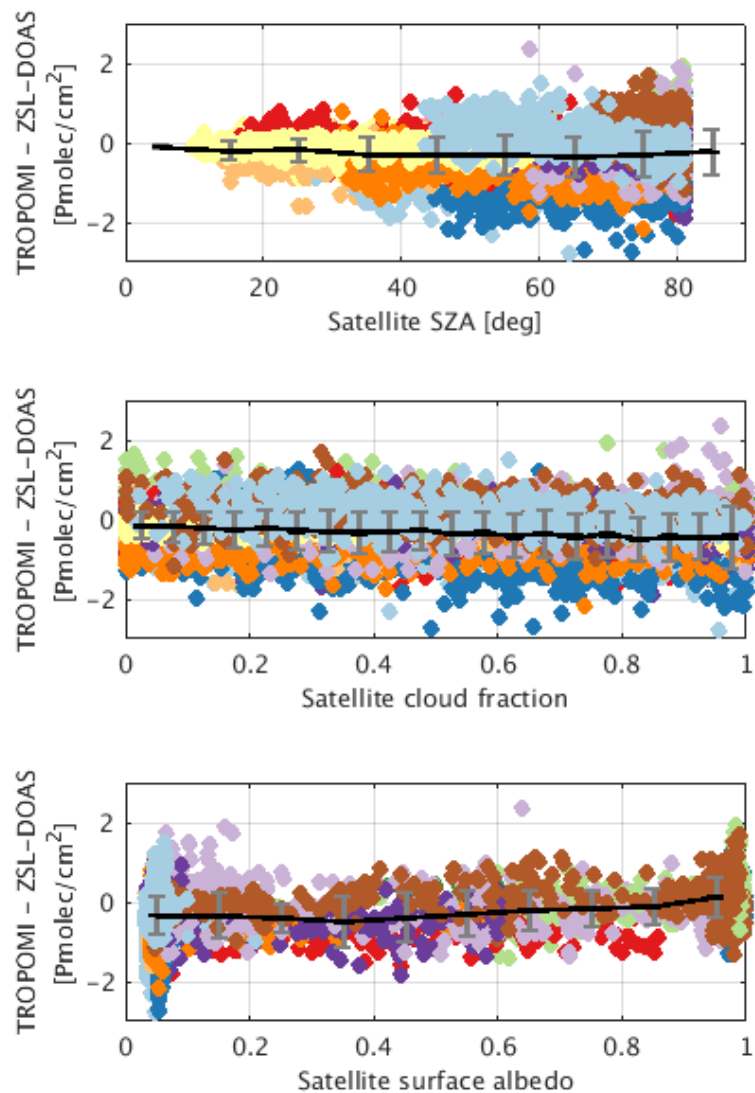 TROPOMI – ZSL–DOAS
[Pmolec/cm²]
2
0
−2
0 20 40 60 80
Satellite SZA [deg]
TROPOMI – ZSL–DOAS
[Pmolec/cm²]
2
0
−2
0 0.2 0.4 0.6 0.8 1
Satellite cloud fraction
TROPOMI – ZSL–DOAS
[Pmolec/cm²]
2
0
−2
0 0.2 0.4 0.6 0.8 1
Satellite surface albedo